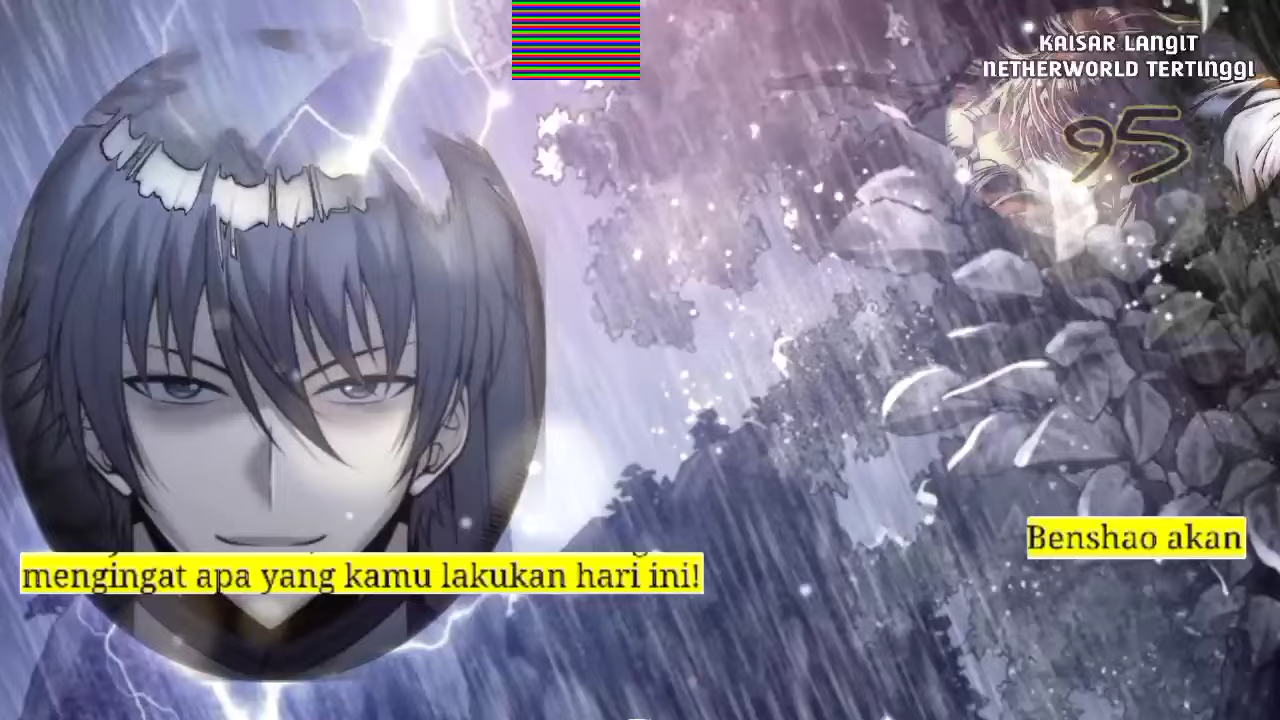 KAISAR LANGIT
NETHERWORLD TERTINGGI
95
Benshao akan
mengingat apa yang kamu lakukan hari ini!